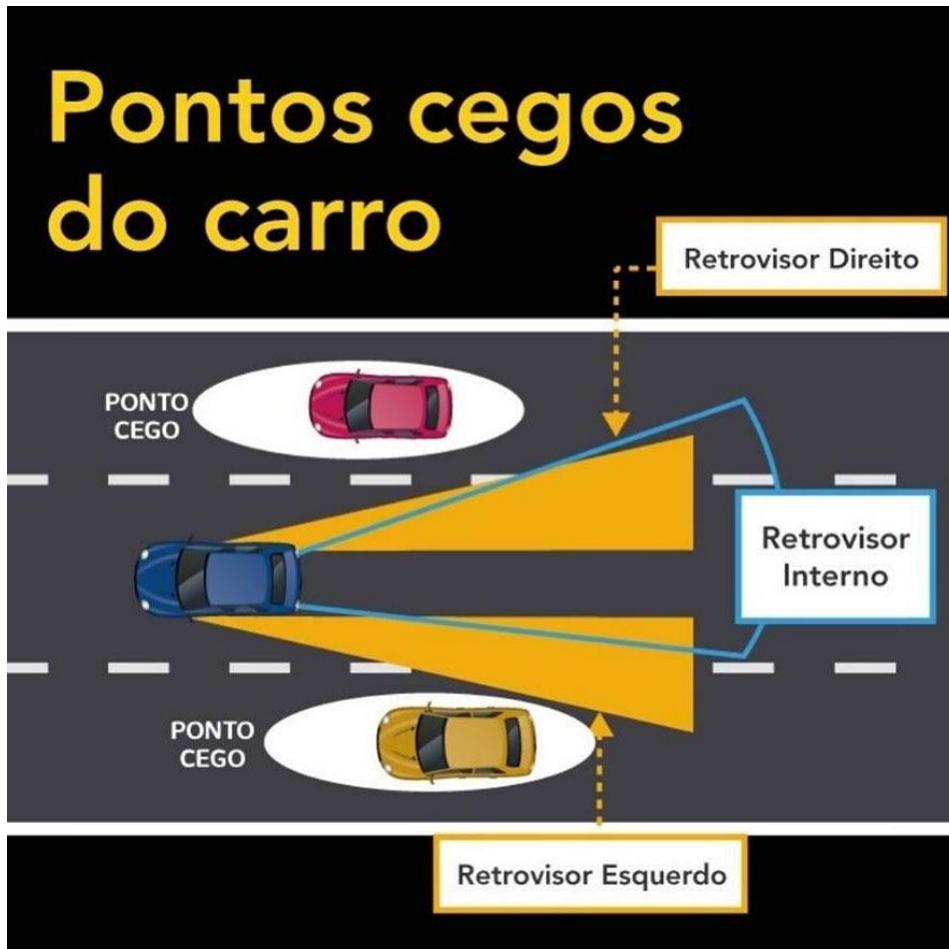 Pontos cegos
do carro
Retrovisor Direito
PONTO
CEGO
Retrovisor
Interno
PONTO
CEGO
Retrovisor Esquerdo